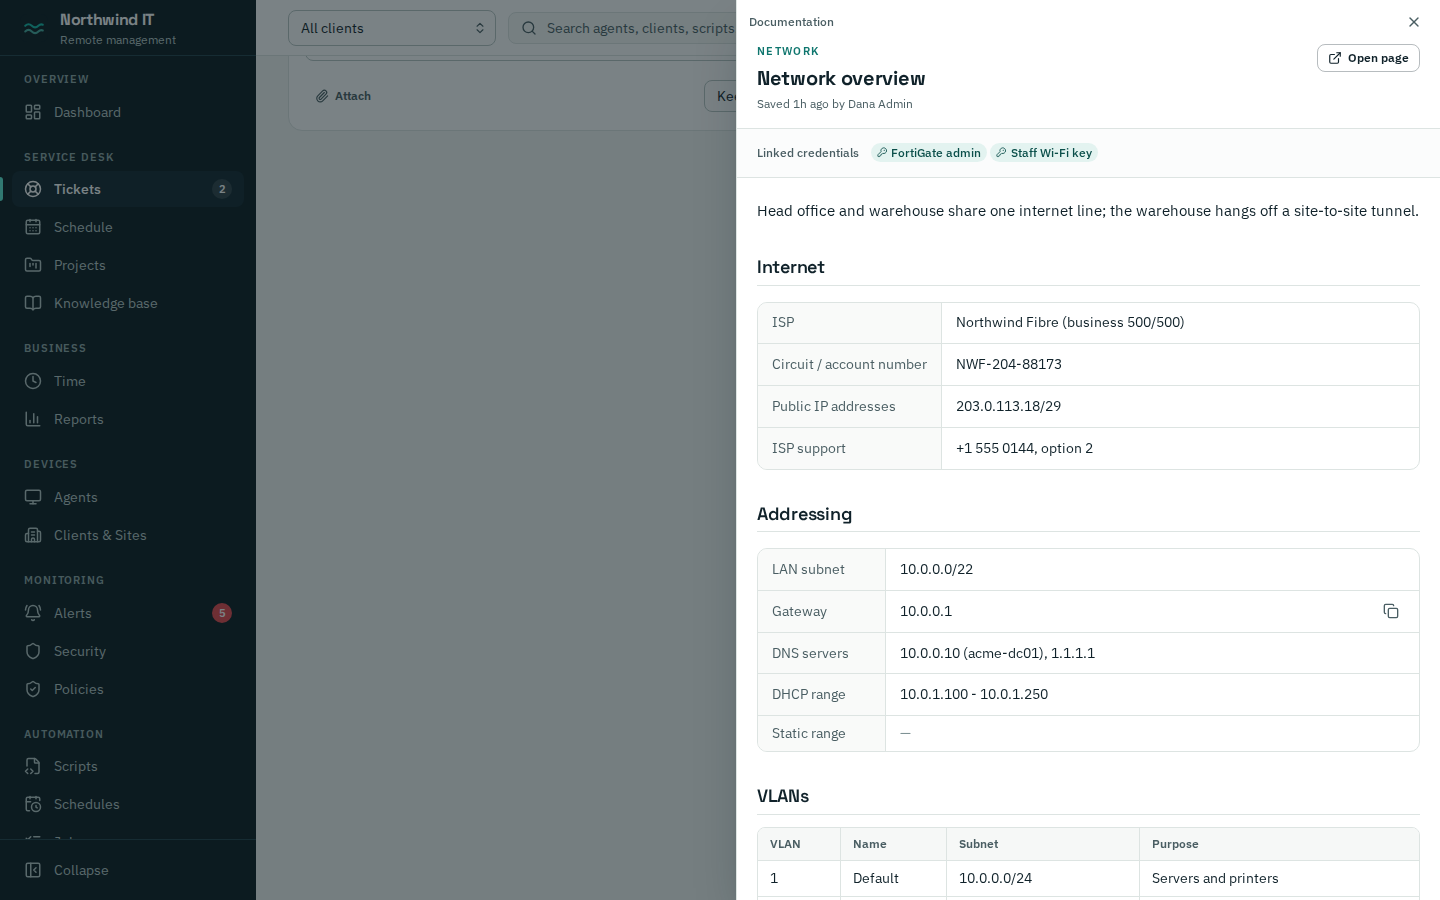 Northwind IT
Remote management
OVERVIEW
Dashboard
SERVICE DESK
Tickets 2
Schedule
Projects
Knowledge base
BUSINESS
Time
Reports
DEVICES
Agents
Clients & Sites
MONITORING
Alerts 5
Security
Policies
AUTOMATION
Scripts
Schedules
Collapse
All clients
Search agents, clients, scripts
Attach
Documentation
NETWORK
Network overview
Saved 1h ago by Dana Admin
Open page
Linked credentials FortiGate admin Staff Wi-Fi key
Head office and warehouse share one internet line; the warehouse hangs off a site-to-site tunnel.
Internet
ISP Northwind Fibre (business 500/500)
Circuit / account number NWF-204-88173
Public IP addresses 203.0.113.18/29
ISP support +1 555 0144, option 2
Addressing
LAN subnet 10.0.0.0/22
Gateway 10.0.0.1
DNS servers 10.0.0.10 (acme-dc01), 1.1.1.1
DHCP range 10.0.1.100 - 10.0.1.250
Static range —
VLANs
VLAN Name Subnet Purpose
1 Default 10.0.0.0/24 Servers and printers